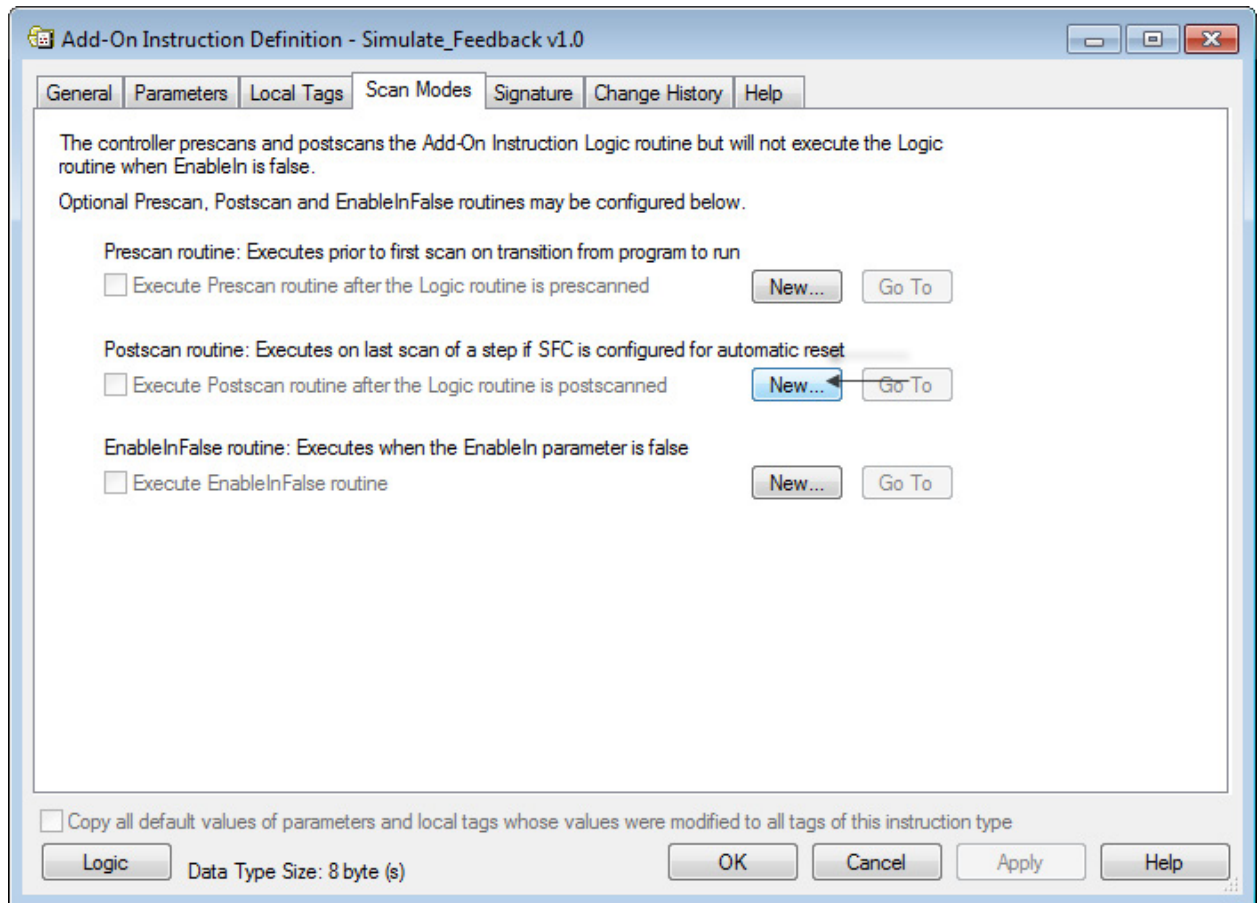 Add-On Instruction Definition - Simulate_Feedback v1.0
General Parameters Local Tags Scan Modes Signature Change History Help
The controller prescans and postscans the Add-On Instruction Logic routine but will not execute the Logic
routine when EnableIn is false.
Optional Prescan, Postscan and EnableInFalse routines may be configured below.
Prescan routine: Executes prior to first scan on transition from program to run
Execute Prescan routine after the Logic routine is prescanned New... Go To
Postscan routine: Executes on last scan of a step if SFC is configured for automatic reset
Execute Postscan routine after the Logic routine is postscanned New... Go To
EnableInFalse routine: Executes when the EnableIn parameter is false
Execute EnableInFalse routine New... Go To
Copy all default values of parameters and local tags whose values were modified to all tags of this instruction type
Logic Data Type Size: 8 byte (s) OK Cancel Apply Help